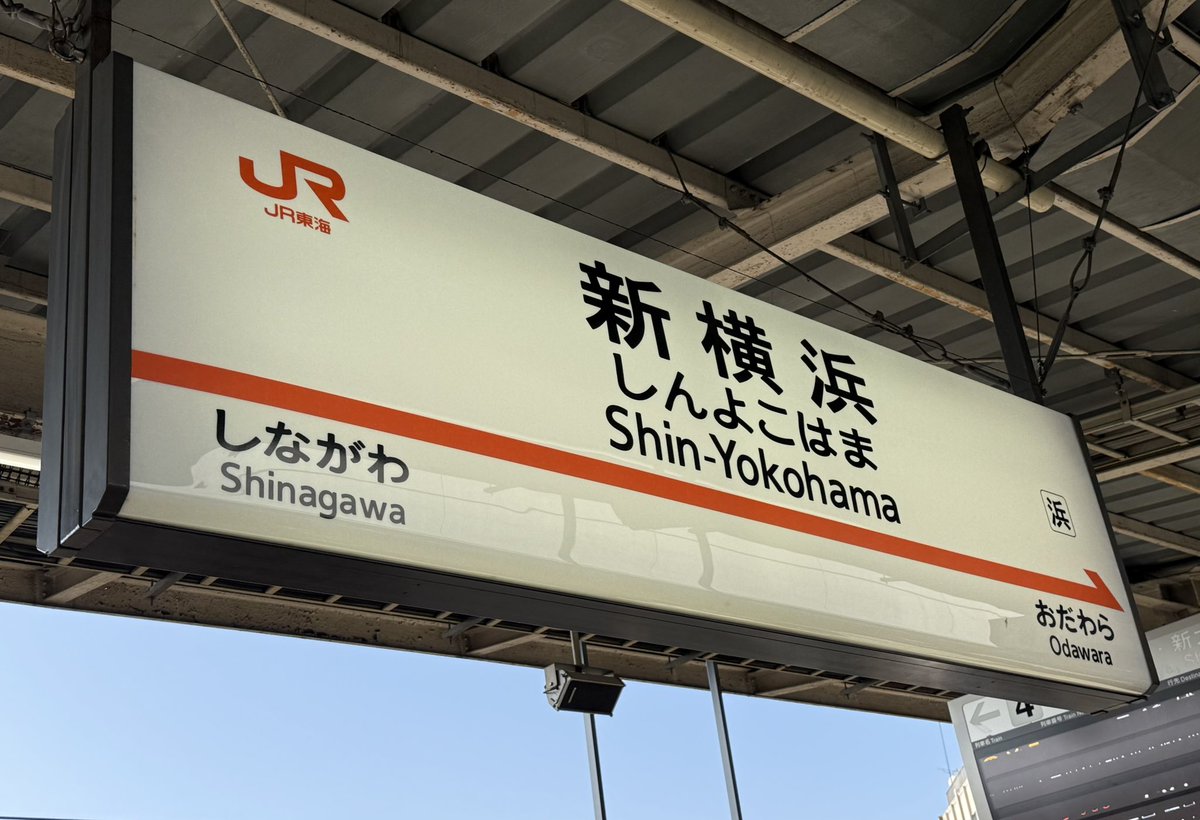 JR
JR東海
新横浜
しんよこはま
Shin-Yokohama
浜
しながわ
Shinagawa
おだわら
Odawara
4